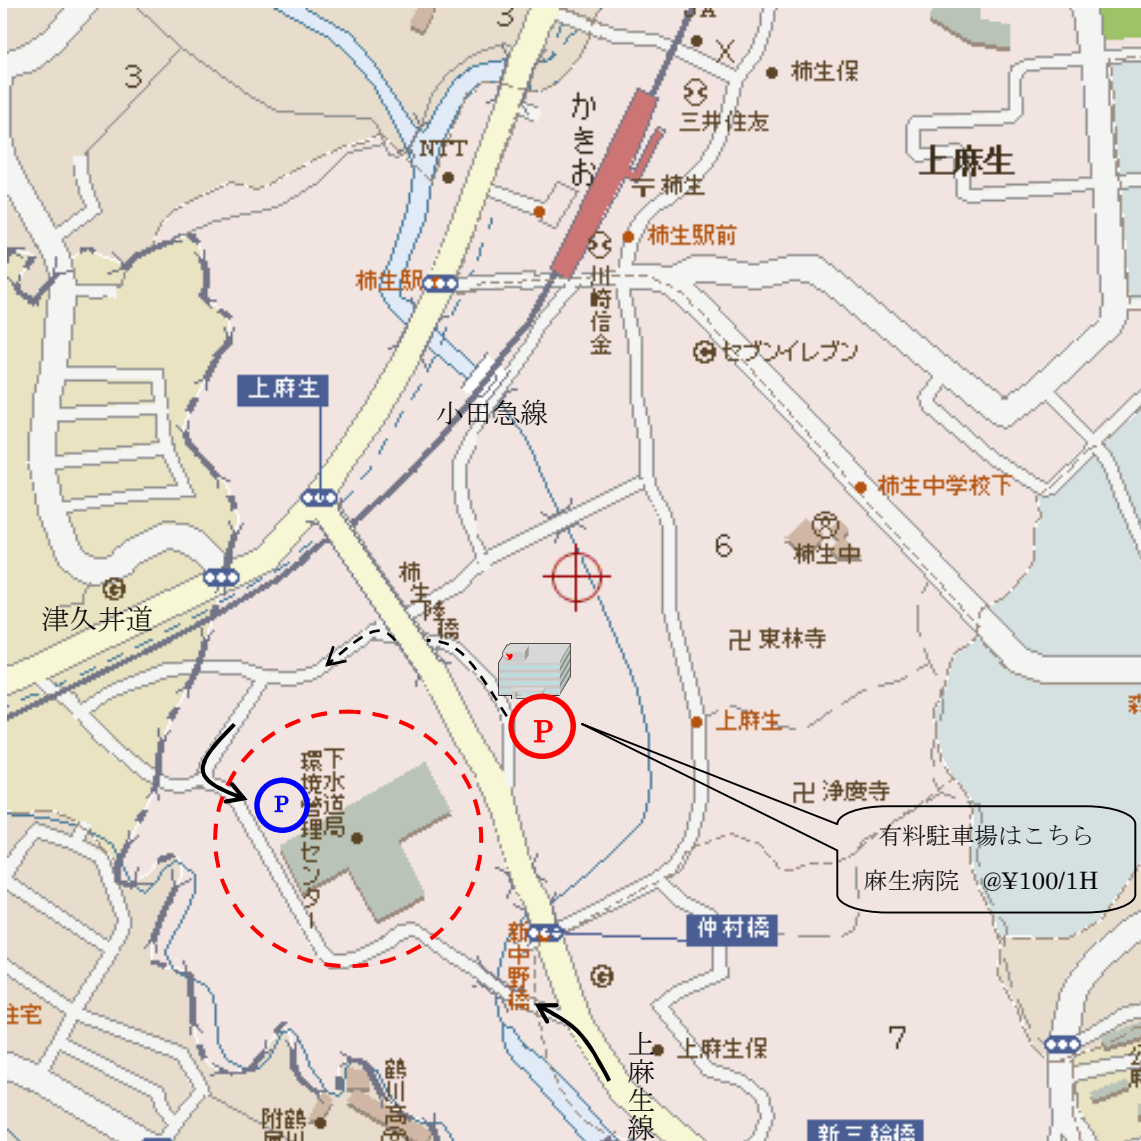 3
3
柿生保
三井住友
かきお
NTT
上麻生
〒柿生
柿生駅前
柿生駅
川崎信金
セブンイレブン
上麻生
小田急線
柿生中学校下
6
柿生中
柿生陸橋
津久井道
卍 東林寺
P
上麻生
下水道局
環境管理センター
P
卍 浄慶寺
有料駐車場はこちら
麻生病院 @¥100/1H
仲村橋
新中野橋
住宅
7
上麻生保
上麻生線
鶴川高
附鶴
新三輪橋